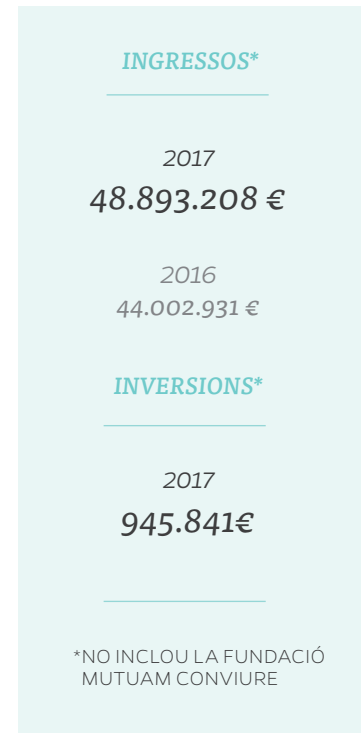 INGRESSOS*
2017
48.893.208 €
2016
44.002.931 €
INVERSIONS*
2017
945.841€
*NO INCLOU LA FUNDACIÓ
MUTUAM CONVIURE